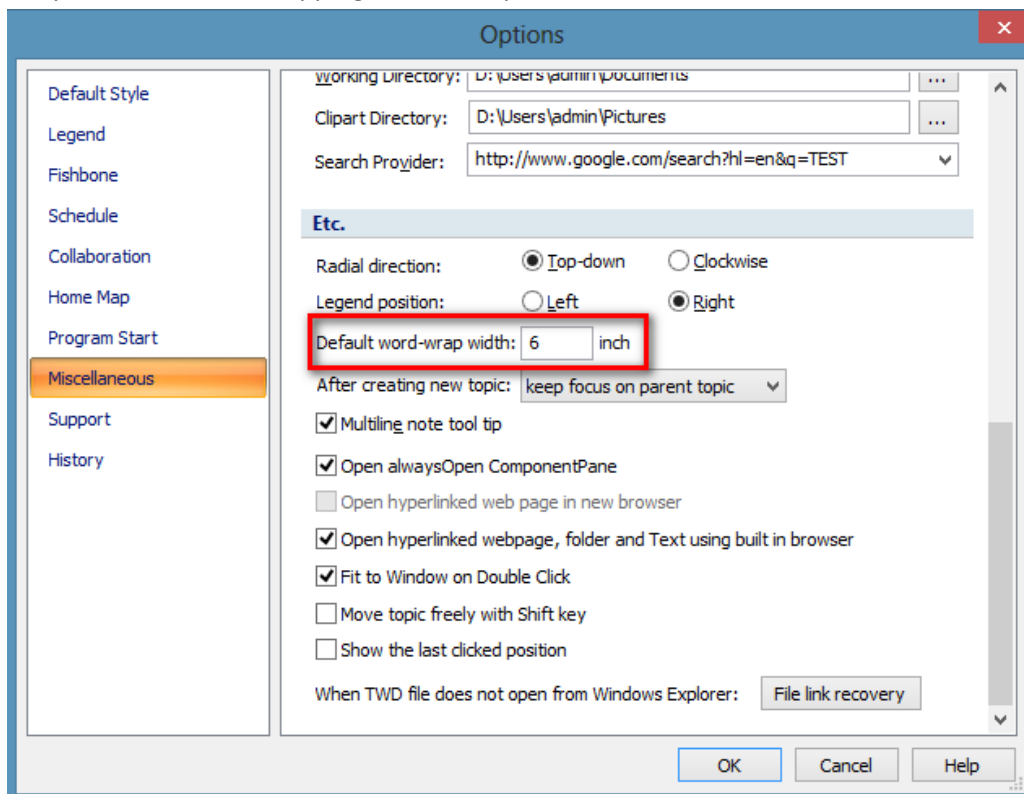 Options
Default Style
Legend
Fishbone
Schedule
Collaboration
Home Map
Program Start
Miscellaneous
Support
History
Working Directory: D:\Users\admin\Documents ...
Clipart Directory: D:\Users\admin\Pictures ...
Search Provider: http://www.google.com/search?hl=en&q=TEST
Etc.
Radial direction: Top-down Clockwise
Legend position: Left Right
Default word-wrap width: 6 inch
After creating new topic: keep focus on parent topic
Multiline note tool tip
Open alwaysOpen ComponentPane
Open hyperlinked web page in new browser
Open hyperlinked webpage, folder and Text using built in browser
Fit to Window on Double Click
Move topic freely with Shift key
Show the last clicked position
When TWD file does not open from Windows Explorer: File link recovery
OK Cancel Help